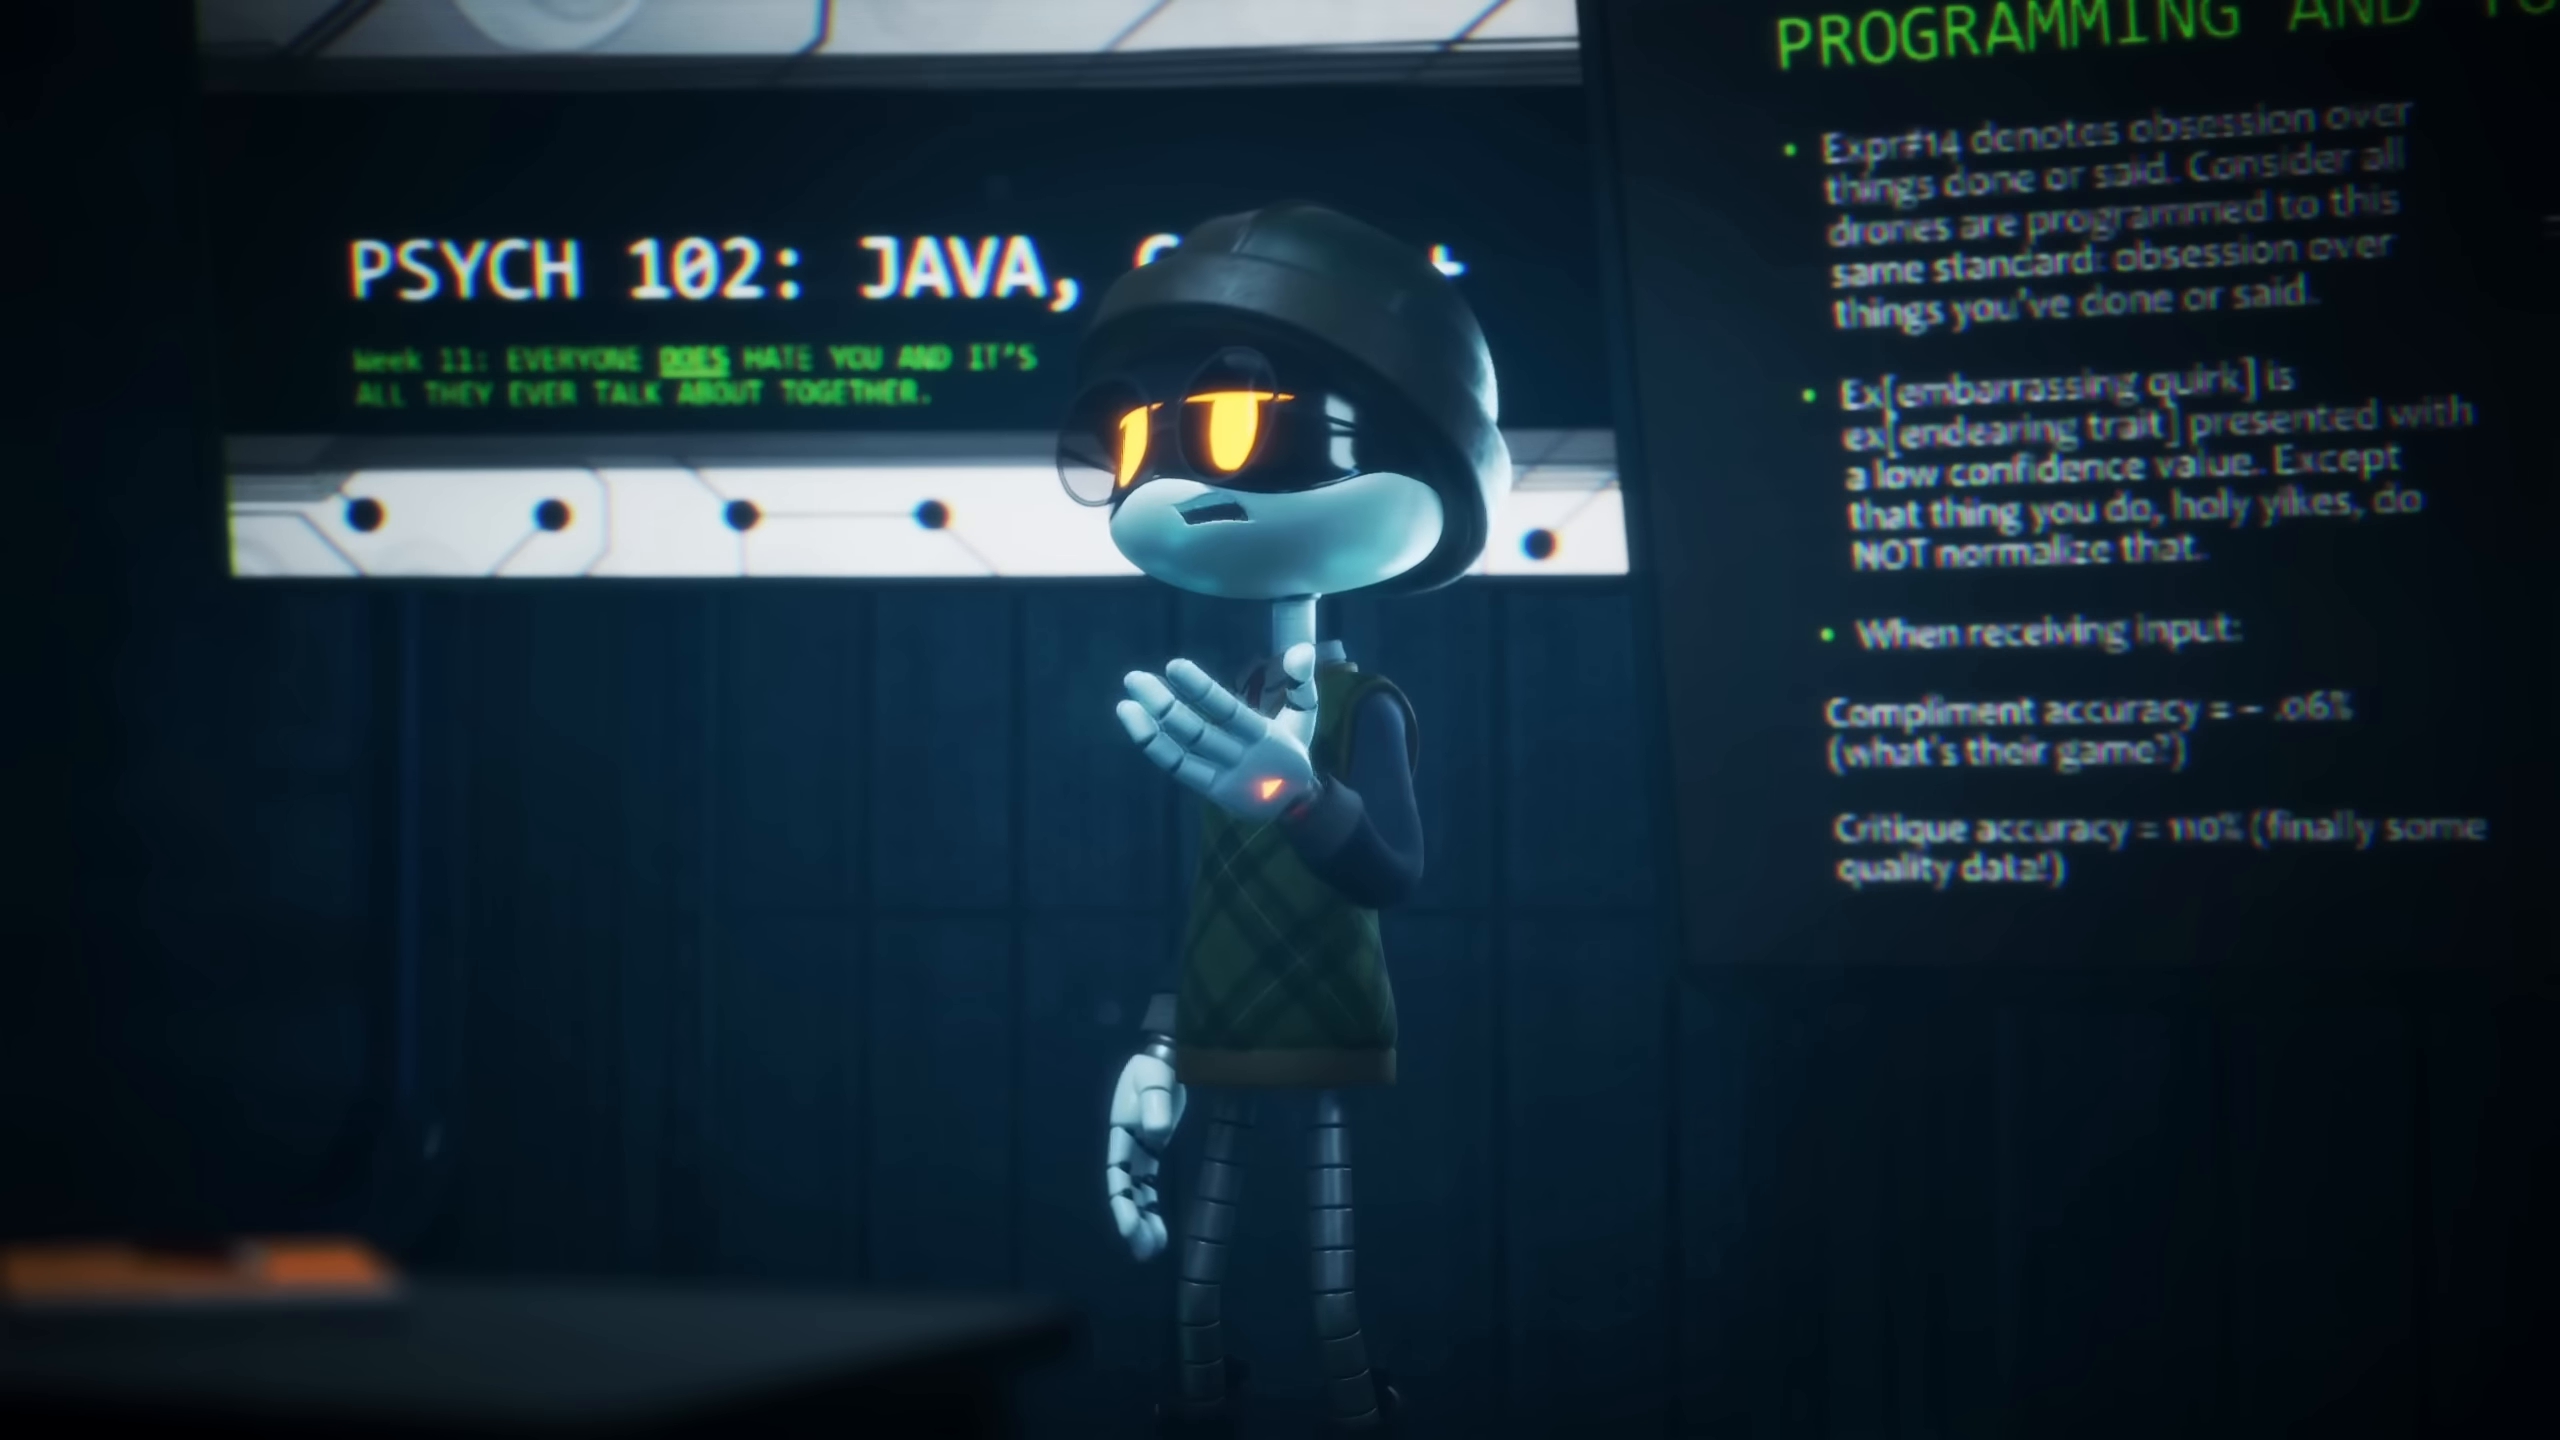 PSYCH 102: JAVA,
Week 11: EVERYONE DOES HATE YOU AND IT'S
ALL THEY EVER TALK ABOUT TOGETHER.
PROGRAMMING AND
• Expr#14 denotes obsession over
things done or said. Consider all
drones are programmed to this
same standard: obsession over
things you've done or said.
• Ex[embarrassing quirk] is
ex[endearing trait] presented with
a low confidence value. Except
that thing you do, holy yikes, do
NOT normalize that.
• When receiving input:
Compliment accuracy = - .06%
(what's their game?)
Critique accuracy = 110% (finally some
quality data!)